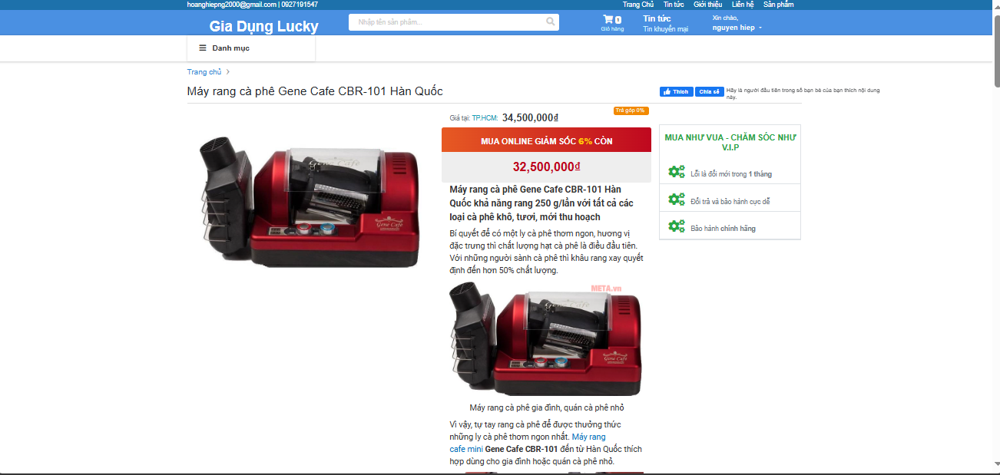 hoanghiepng2000@gmail.com | 0927191547
Trang Chủ Tin tức Giới thiệu Liên hệ Sản phẩm
Gia Dụng Lucky
Nhập tên sản phẩm...
1
Giỏ hàng
Tin tức
Tin khuyến mại
Xin chào,
nguyen hiep
Danh mục
Trang chủ
Máy rang cà phê Gene Cafe CBR-101 Hàn Quốc
Thích
Chia sẻ
Hãy là người đầu tiên trong số bạn bè của bạn thích nội dung
này.
Gene Café
Gene Café
Giá tại: TP.HCM: 34,500,000₫
Trả góp 0%
MUA ONLINE GIẢM SỐC 6% CÒN
32,500,000₫
Máy rang cà phê Gene Cafe CBR-101 Hàn
Quốc khả năng rang 250 g/lần với tất cả các
loại cà phê khô, tươi, mới thu hoạch
Bí quyết để có một ly cà phê thơm ngon, hương vị
đặc trưng thì chất lượng hạt cà phê là điều đầu tiên.
Với những người sành cà phê thì khâu rang xay quyết
định đến hơn 50% chất lượng.
META.vn
Gene Café
Gene Café
Máy rang cà phê gia đình, quán cà phê nhỏ
Vì vậy, tự tay rang cà phê để được thưởng thức
những ly cà phê thơm ngon nhất. Máy rang
cafe mini Gene Cafe CBR-101 đến từ Hàn Quốc thích
hợp dùng cho gia đình hoặc quán cà phê nhỏ.
MUA NHƯ VUA - CHĂM SÓC NHƯ
V.I.P
Lỗi là đổi mới trong 1 tháng
Đổi trả và bảo hành cực dễ
Bảo hành chính hãng